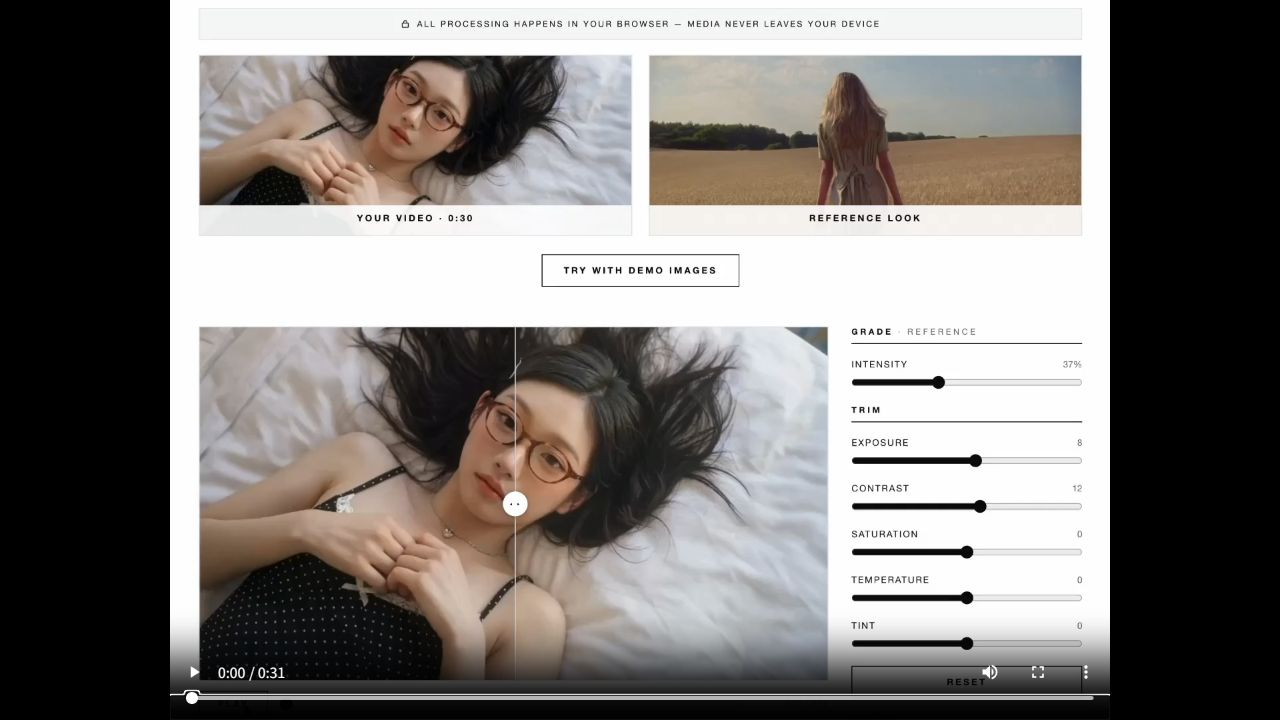 ALL PROCESSING HAPPENS IN YOUR BROWSER — MEDIA NEVER LEAVES YOUR DEVICE
YOUR VIDEO · 0:30
REFERENCE LOOK
TRY WITH DEMO IMAGES
GRADE · REFERENCE
INTENSITY 37%
TRIM
EXPOSURE 8
CONTRAST 12
SATURATION 0
TEMPERATURE 0
TINT 0
RESET
0:00 / 0:31